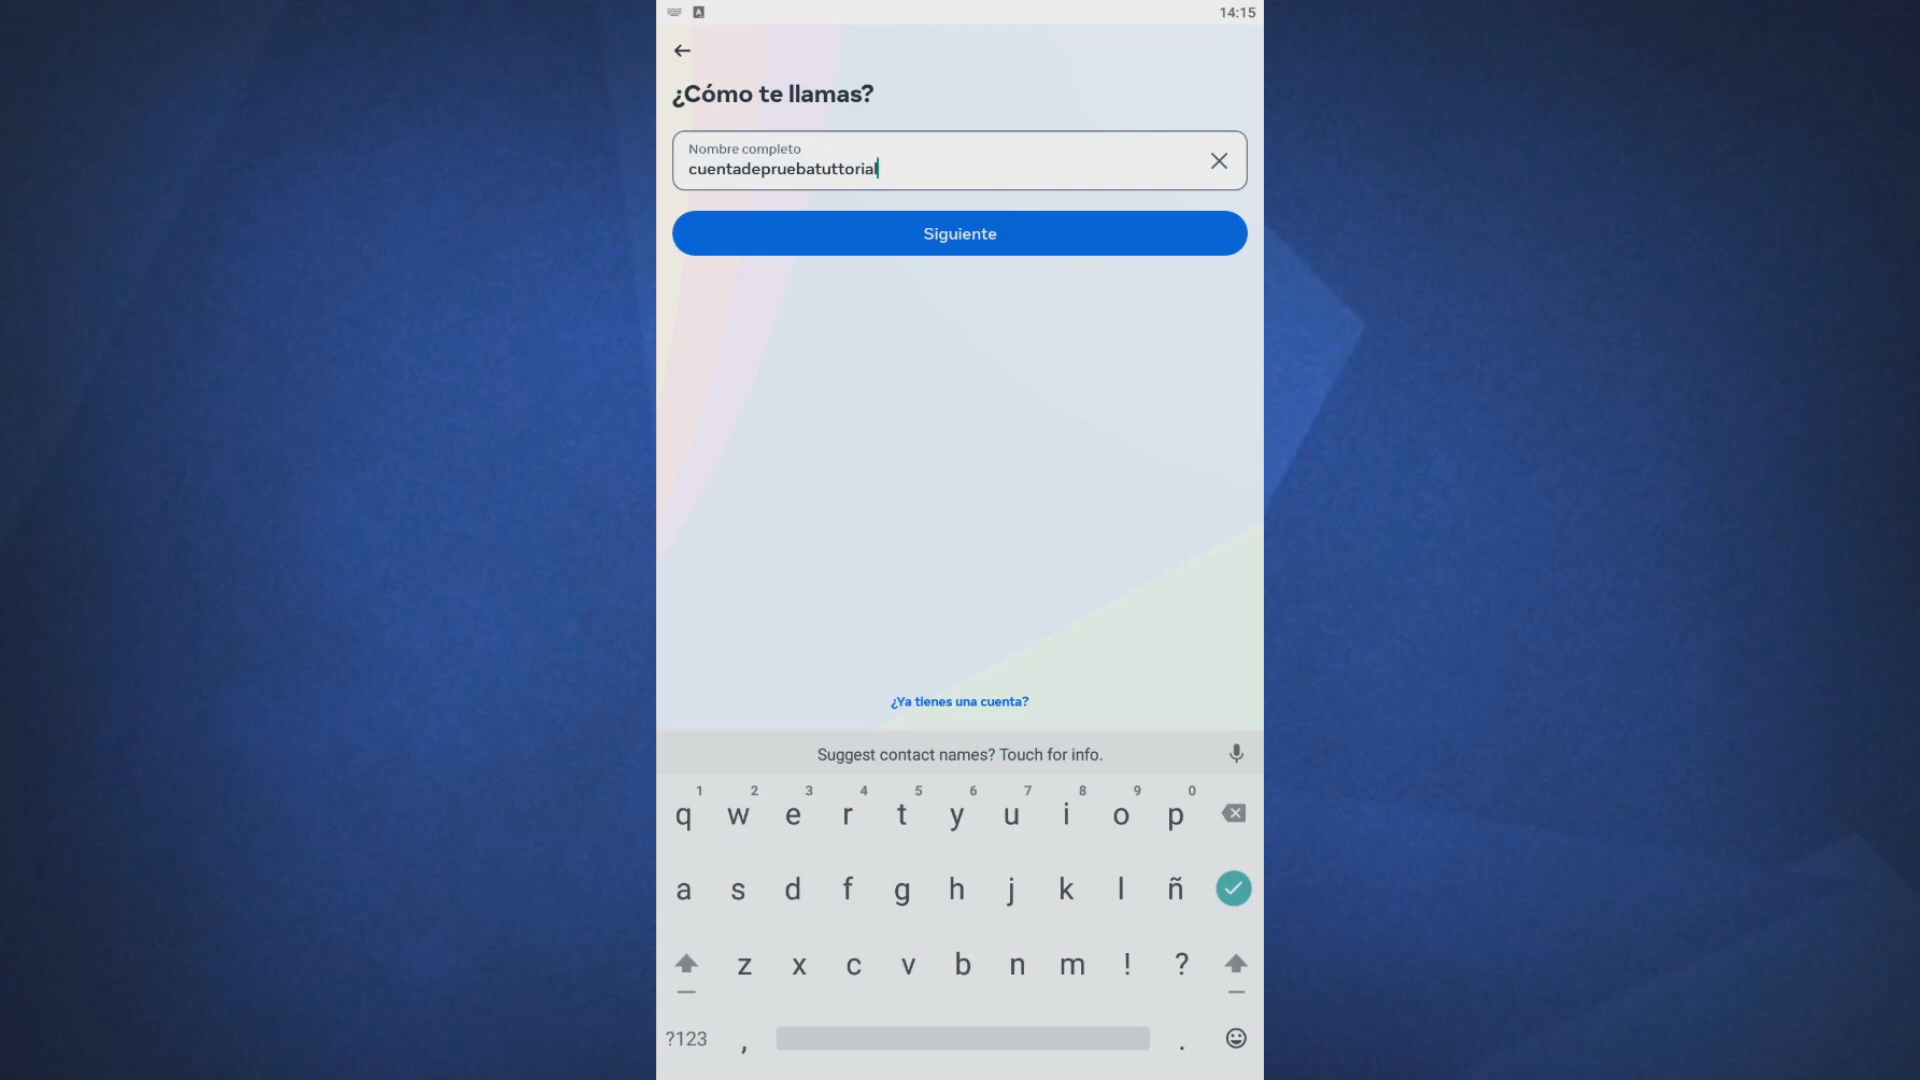 14:15
¿Cómo te llamas?
Nombre completo
cuentadepruebatuttorial
Siguiente
¿Ya tienes una cuenta?
Suggest contact names? Touch for info.
1 2 3 4 5 6 7 8 9 0
q w e r t y u i o p
a s d f g h j k l ñ
z x c v b n m ! ?
?123 , .